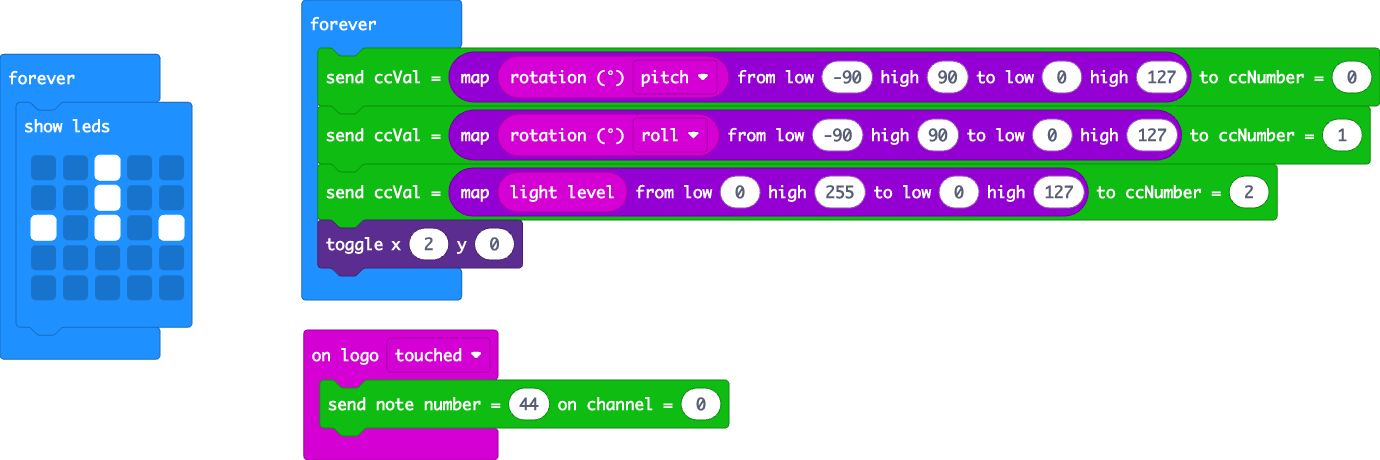 forever
show leds
forever
send ccVal = map rotation (°) pitch from low -90 high 90 to low 0 high 127 to ccNumber = 0
send ccVal = map rotation (°) roll from low -90 high 90 to low 0 high 127 to ccNumber = 1
send ccVal = map light level from low 0 high 255 to low 0 high 127 to ccNumber = 2
toggle x 2 y 0
on logo touched
send note number = 44 on channel = 0